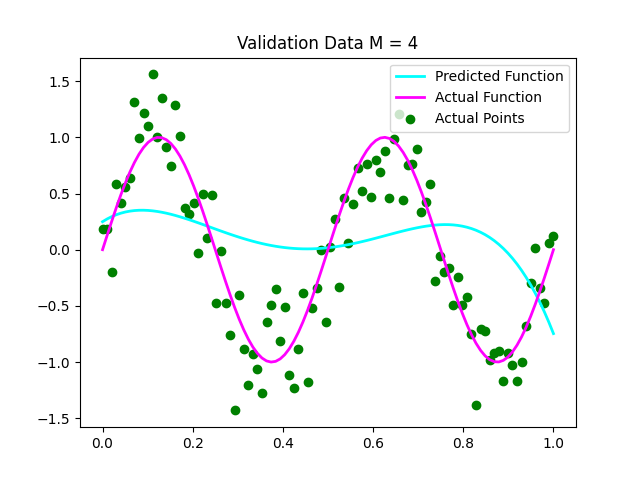 Validation Data M = 4
Predicted Function
Actual Function
Actual Points
1.5
1.0
0.5
0.0
−0.5
−1.0
−1.5
0.0 0.2 0.4 0.6 0.8 1.0